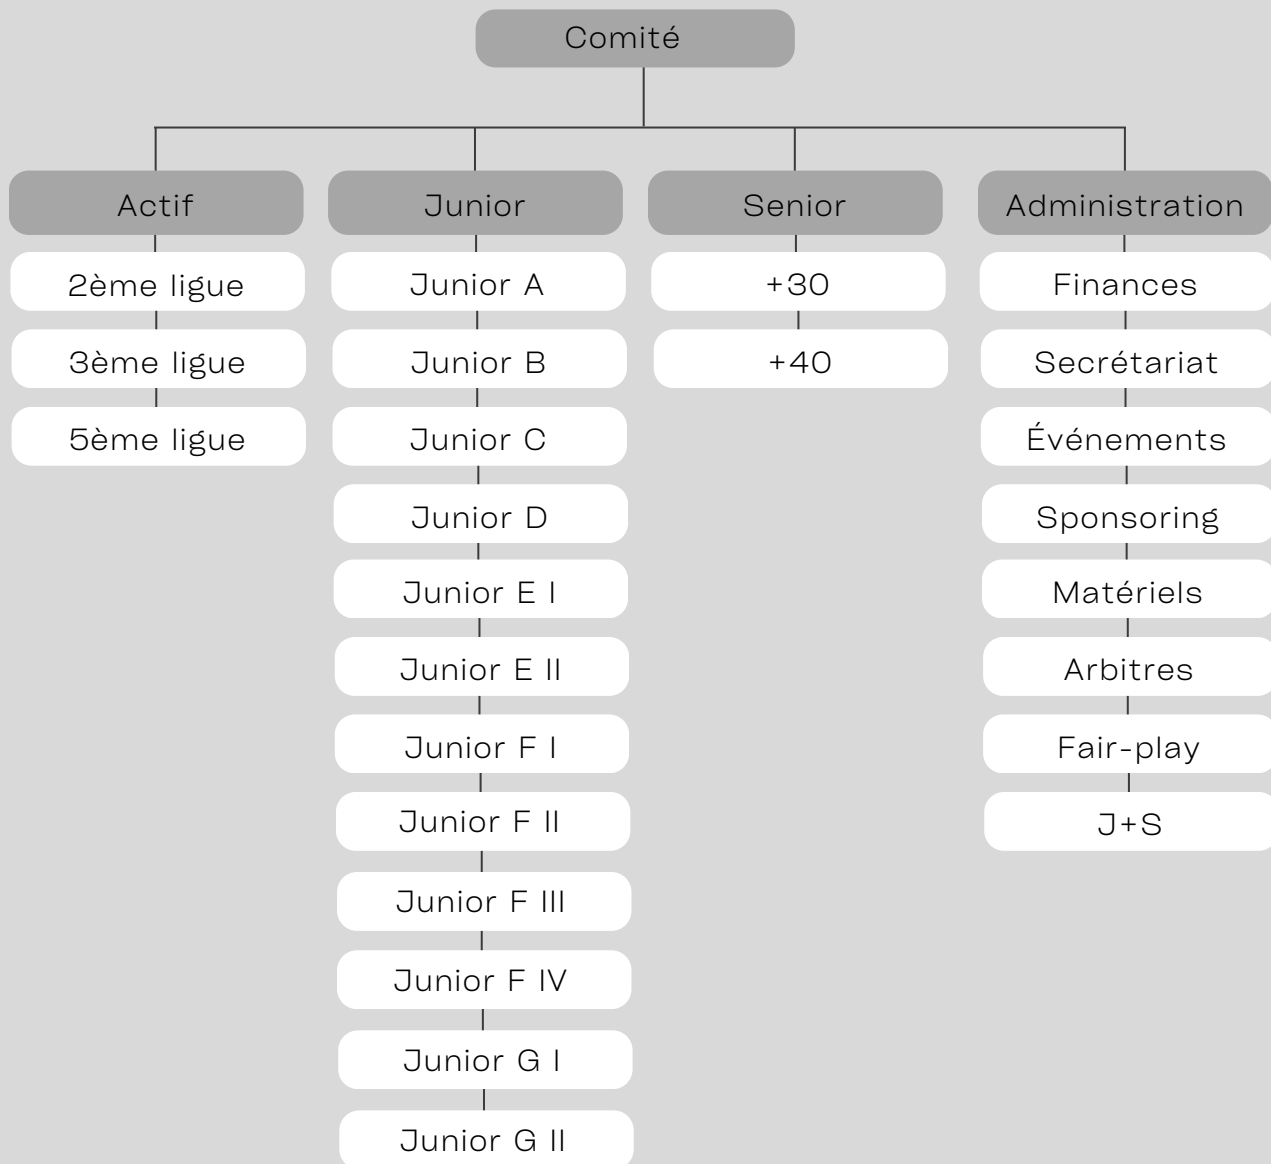 Comité
Actif
Junior
Senior
Administration
2ème ligue
3ème ligue
5ème ligue
Junior A
Junior B
Junior C
Junior D
Junior E I
Junior E II
Junior F I
Junior F II
Junior F III
Junior F IV
Junior G I
Junior G II
+30
+40
Finances
Secrétariat
Événements
Sponsoring
Matériels
Arbitres
Fair-play
J+S